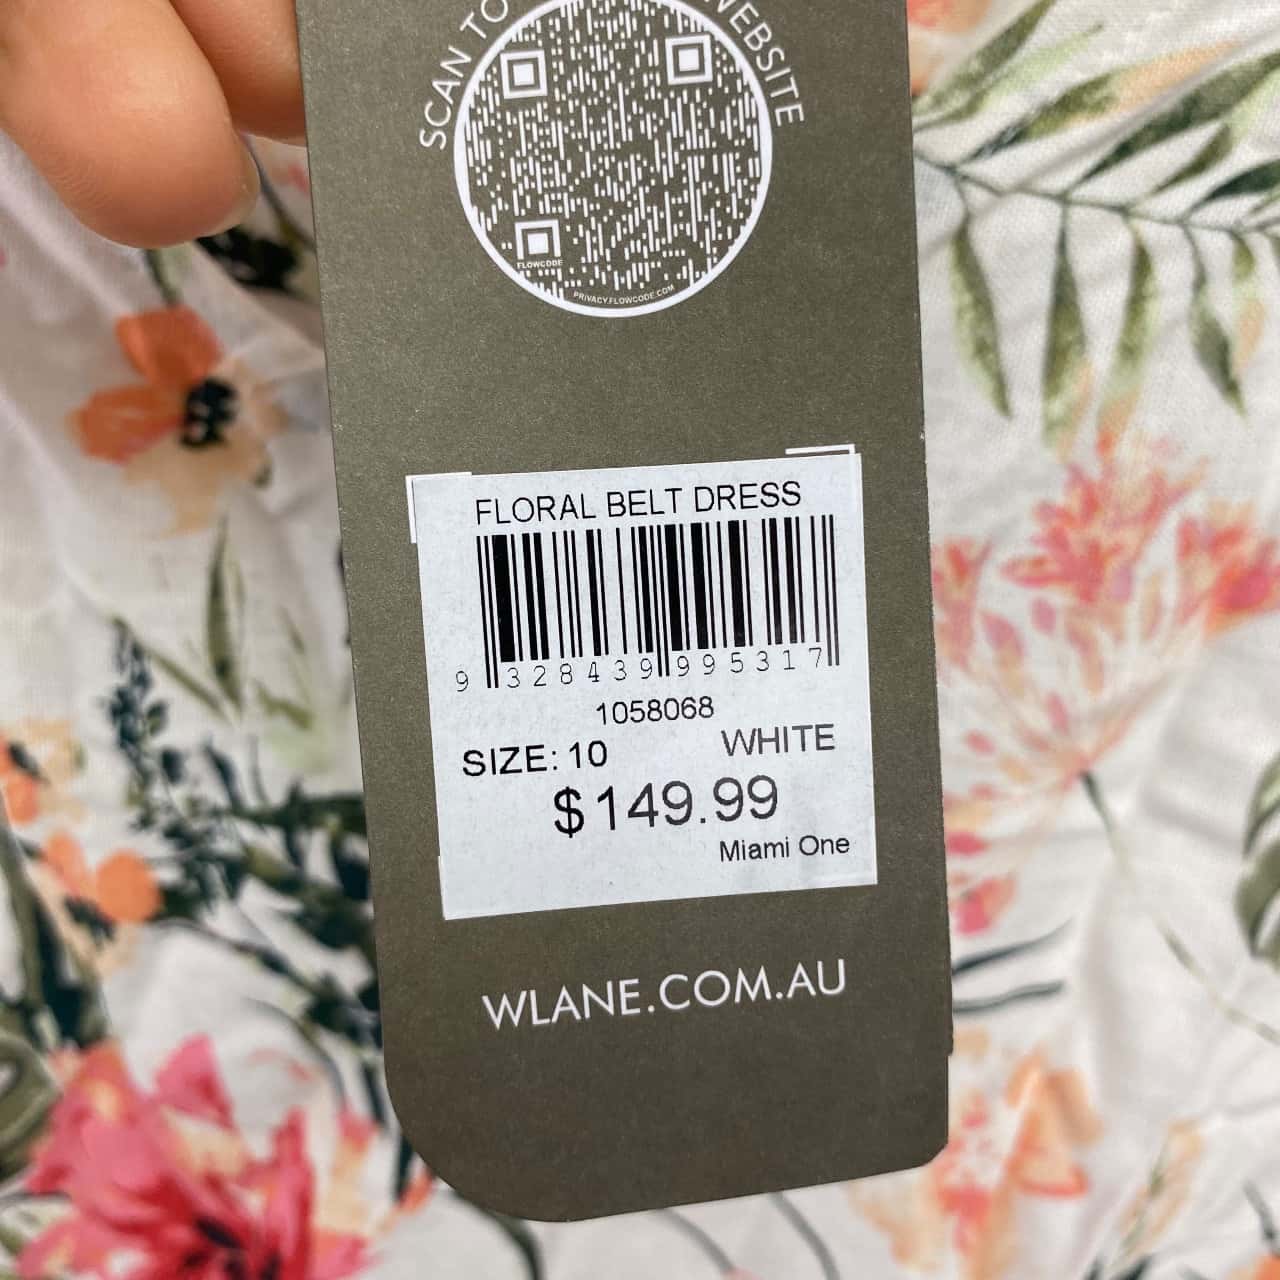 SCAN TO WEBSITE
FLOWCODE
PRIVACY.FLOWCODE.COM
FLORAL BELT DRESS
9 328439 995317
1058068
SIZE: 10 WHITE
$149.99
Miami One
WLANE.COM.AU